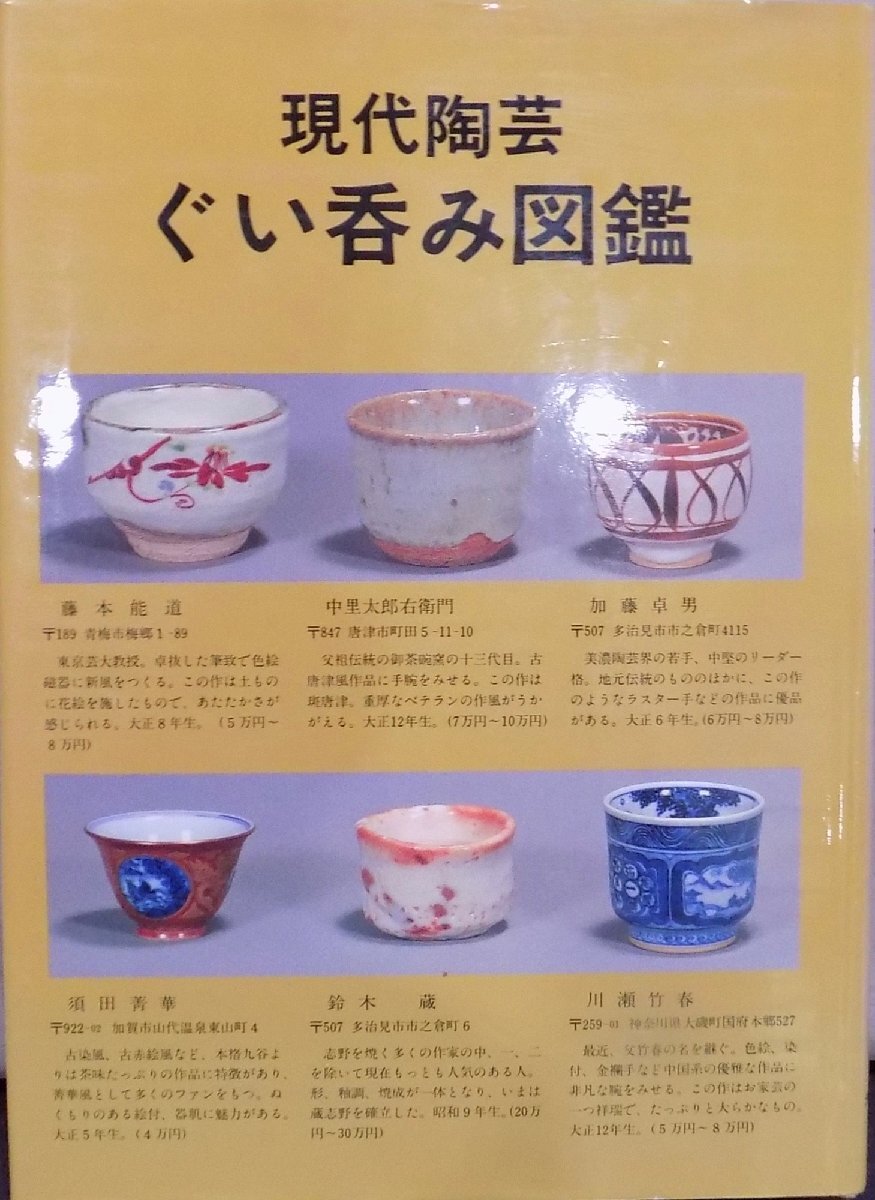 現代陶芸
ぐい呑み図鑑
藤本能道
〒189 青梅市梅郷1-89
東京芸大教授。卓抜した筆致で色絵
磁器に新風をつくる。この作は土もの
に花絵を施したもので、あたたかさが
感じられる。大正8年生。(5万円〜
8万円)
中里太郎右衛門
〒847 唐津市町田5-11-10
父祖伝統の御茶碗窯の十三代目。古
唐津風作品に手腕をみせる。この作は
斑唐津。重厚なベテランの作風がうか
がえる。大正12年生。(7万円〜10万円)
加藤卓男
〒507 多治見市市之倉町4115
美濃陶芸界の若手、中堅のリーダー
格。地元伝統のもののほかに、この作
のようなラスター手などの作品に優品
がある。大正6年生。(6万円〜8万円)
須田菁華
〒922-02 加賀市山代温泉東山町4
古染風、古赤絵風など、本格九谷よ
りは茶味たっぷりの作品に特徴があり、
菁華風として多くのファンをもつ。ぬ
くもりのある絵付、器肌に魅力がある。
大正5年生。(4万円)
鈴木蔵
〒507 多治見市市之倉町6
志野を焼く多くの作家の中、一、二
を除いて現在もっとも人気のある人。
形、釉調、焼成が一体となり、いまは
蔵志野を確立した。昭和9年生。(20万
円〜30万円)
川瀬竹春
〒259-01 神奈川県大磯町国府本郷527
最近、父竹春の名を継ぐ。色絵、染
付、金襴手など中国系の優雅な作品に
非凡な腕をみせる。この作はお家芸の
一つ祥瑞で、たっぷりと大らかなもの。
大正12年生。(5万円〜8万円)